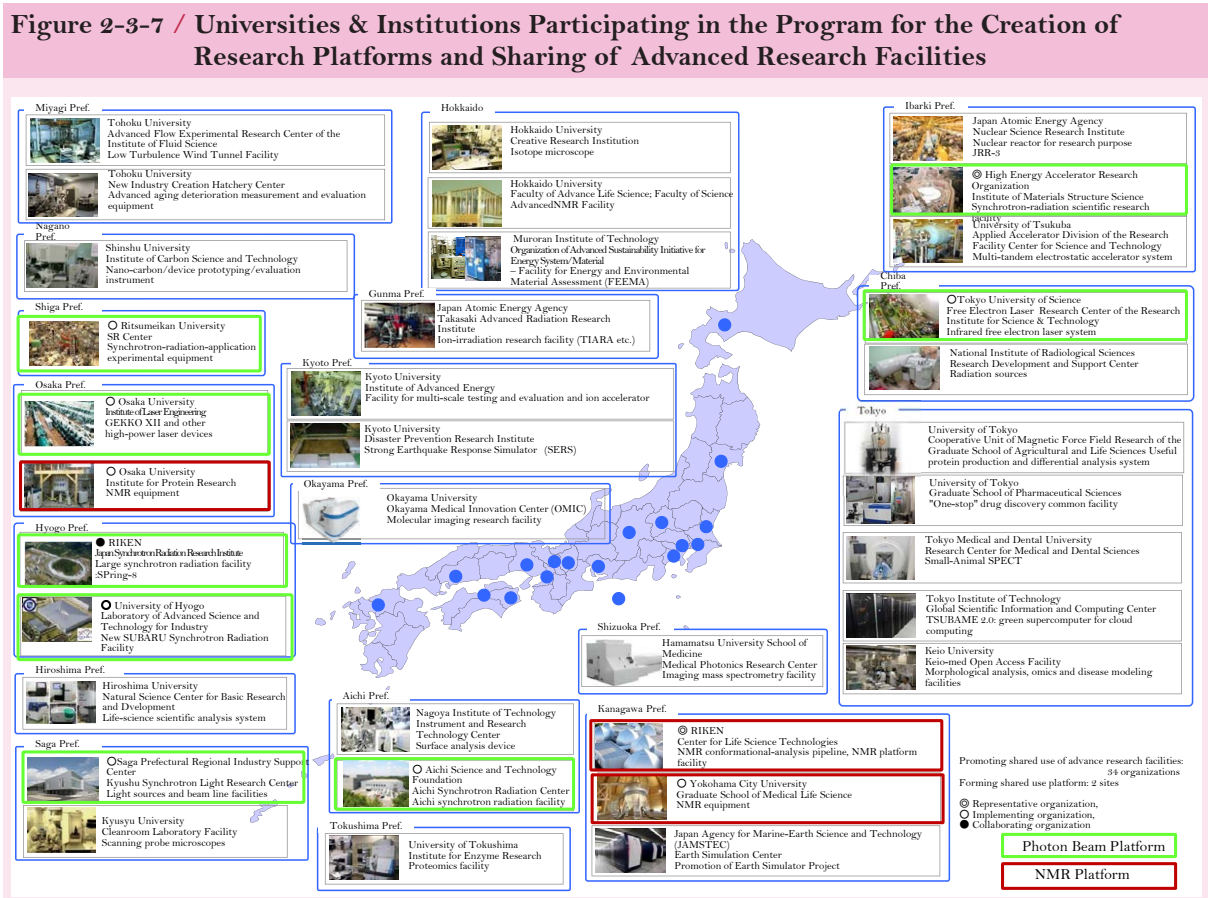 Figure 2-3-7 / Universities & Institutions Participating in the Program for the Creation of
Research Platforms and Sharing of Advanced Research Facilities
Miyagi Pref.
Tohoku University
Advanced Flow Experimental Research Center of the
Institute of Fluid Science
Low Turbulence Wind Tunnel Facility
Tohoku University
New Industry Creation Hatchery Center
Advanced aging deterioration measurement and evaluation
equipment
Nagano
Pref.
Shinshu University
Institute of Carbon Science and Technology
Nano-carbon/device prototyping/evaluation
instrument
Shiga Pref.
○ Ritsumeikan University
SR Center
Synchrotron-radiation-application
experimental equipment
Osaka Pref.
○ Osaka University
Institute of Laser Engineering
GEKKO XII and other
high-power laser devices
○ Osaka University
Institute for Protein Research
NMR equipment
Hyogo Pref.
● RIKEN
Japan Synchrotron Radiation Research Institute
Large synchrotron radiation facility
:SPring-8
○ University of Hyogo
Laboratory of Advanced Science and
Technology for Industry
New SUBARU Synchrotron Radiation
Facility
Hiroshima Pref.
Hiroshima University
Natural Science Center for Basic Research
and Dvelopment
Life-science scientific analysis system
Saga Pref.
○Saga Prefectural Regional Industry Support
Center
Kyushu Synchrotron Light Research Center
Light sources and beam line facilities
Kyusyu University
Cleanroom Laboratory Facility
Scanning probe microscopes
Hokkaido
Hokkaido University
Creative Research Institution
Isotope microscope
Hokkaido University
Faculty of Advance Life Science; Faculty of Science
AdvancedNMR Facility
Muroran Institute of Technology
Organization of Advanced Sustainability Initiative for
Energy System/Material
– Facility for Energy and Environmental
Material Assessment (FEEMA)
Gunma Pref.
Japan Atomic Energy Agency
Takasaki Advanced Radiation Research
Institute
Ion-irradiation research facility (TIARA etc.)
Kyoto Pref.
Kyoto University
Institute of Advanced Energy
Facility for multi-scale testing and evaluation and ion accelerator
Kyoto University
Disaster Prevention Research Institute
Strong Earthquake Response Simulator (SERS)
Okayama Pref.
Okayama University
Okayama Medical Innovation Center (OMIC)
Molecular imaging research facility
Shizuoka Pref.
Hamamatsu University School of
Medicine
Medical Photonics Research Center
Imaging mass spectrometry facility
Aichi Pref.
Nagoya Institute of Technology
Instrument and Research
Technology Center
Surface analysis device
○ Aichi Science and Technology
Foundation
Aichi Synchrotron Radiation Center
Aichi synchrotron radiation facility
Tokushima Pref.
University of Tokushima
Institute for Enzyme Research
Proteomics facility
Kanagawa Pref.
◎ RIKEN
Center for Life Science Technologies
NMR conformational-analysis pipeline, NMR platform
facility
○ Yokohama City University
Graduate School of Medical Life Science
NMR equipment
Japan Agency for Marine-Earth Science and Technology
(JAMSTEC)
Earth Simulation Center
Promotion of Earth Simulator Project
Ibarki Pref.
Japan Atomic Energy Agency
Nuclear Science Research Institute
Nuclear reactor for research purpose
JRR-3
◎ High Energy Accelerator Research
Organization
Institute of Materials Structure Science
Synchrotron-radiation scientific research
facility
University of Tsukuba
Applied Accelerator Division of the Research
Facility Center for Science and Technology
Multi-tandem electrostatic accelerator system
Chiba
Pref.
○Tokyo University of Science
Free Electron Laser Research Center of the Research
Institute for Science & Technology
Infrared free electron laser system
National Institute of Radiological Sciences
Research Development and Support Center
Radiation sources
Tokyo
University of Tokyo
Cooperative Unit of Magnetic Force Field Research of the
Graduate School of Agricultural and Life Sciences Useful
protein production and differential analysis system
University of Tokyo
Graduate School of Pharmaceutical Sciences
"One-stop" drug discovery common facility
Tokyo Medical and Dental University
Research Center for Medical and Dental Sciences
Small-Animal SPECT
Tokyo Institute of Technology
Global Scientific Information and Computing Center
TSUBAME 2.0: green supercomputer for cloud
computing
Keio University
Keio-med Open Access Facility
Morphological analysis, omics and disease modeling
facilities
Promoting shared use of advance research facilities:
34 organizations
Forming shared use platform: 2 sites
◎ Representative organization,
○ Implementing organization,
● Collaborating organization
Photon Beam Platform
NMR Platform